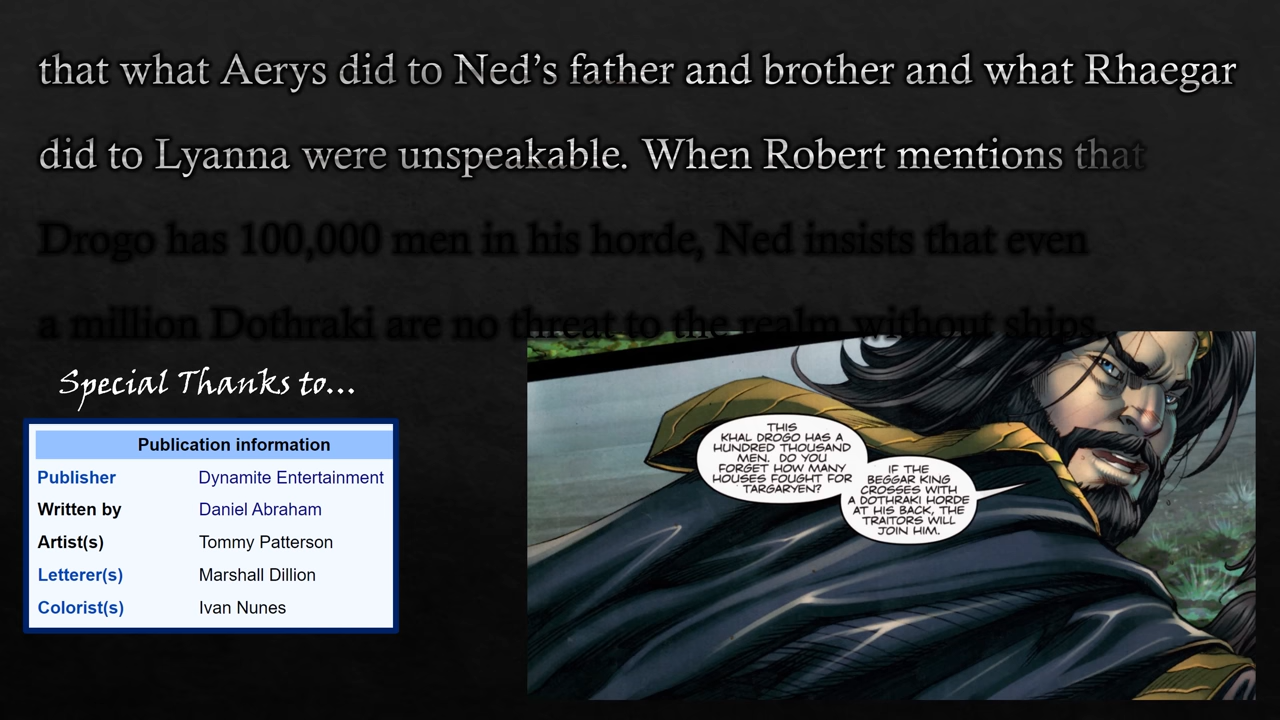 that what Aerys did to Ned's father and brother and what Rhaegar
did to Lyanna were unspeakable. When Robert mentions that
Drogo has 100,000 men in his horde, Ned insists that even
a million Dothraki are no threat to the realm without ships.
Special Thanks to...
Publication information
Publisher Dynamite Entertainment
Written by Daniel Abraham
Artist(s) Tommy Patterson
Letterer(s) Marshall Dillion
Colorist(s) Ivan Nunes
THIS
KHAL DROGO HAS A
HUNDRED THOUSAND
MEN. DO YOU
FORGET HOW MANY
HOUSES FOUGHT FOR
TARGARYEN?
IF THE
BEGGAR KING
CROSSES WITH
A DOTHRAKI HORDE
AT HIS BACK, THE
TRAITORS WILL
JOIN HIM.